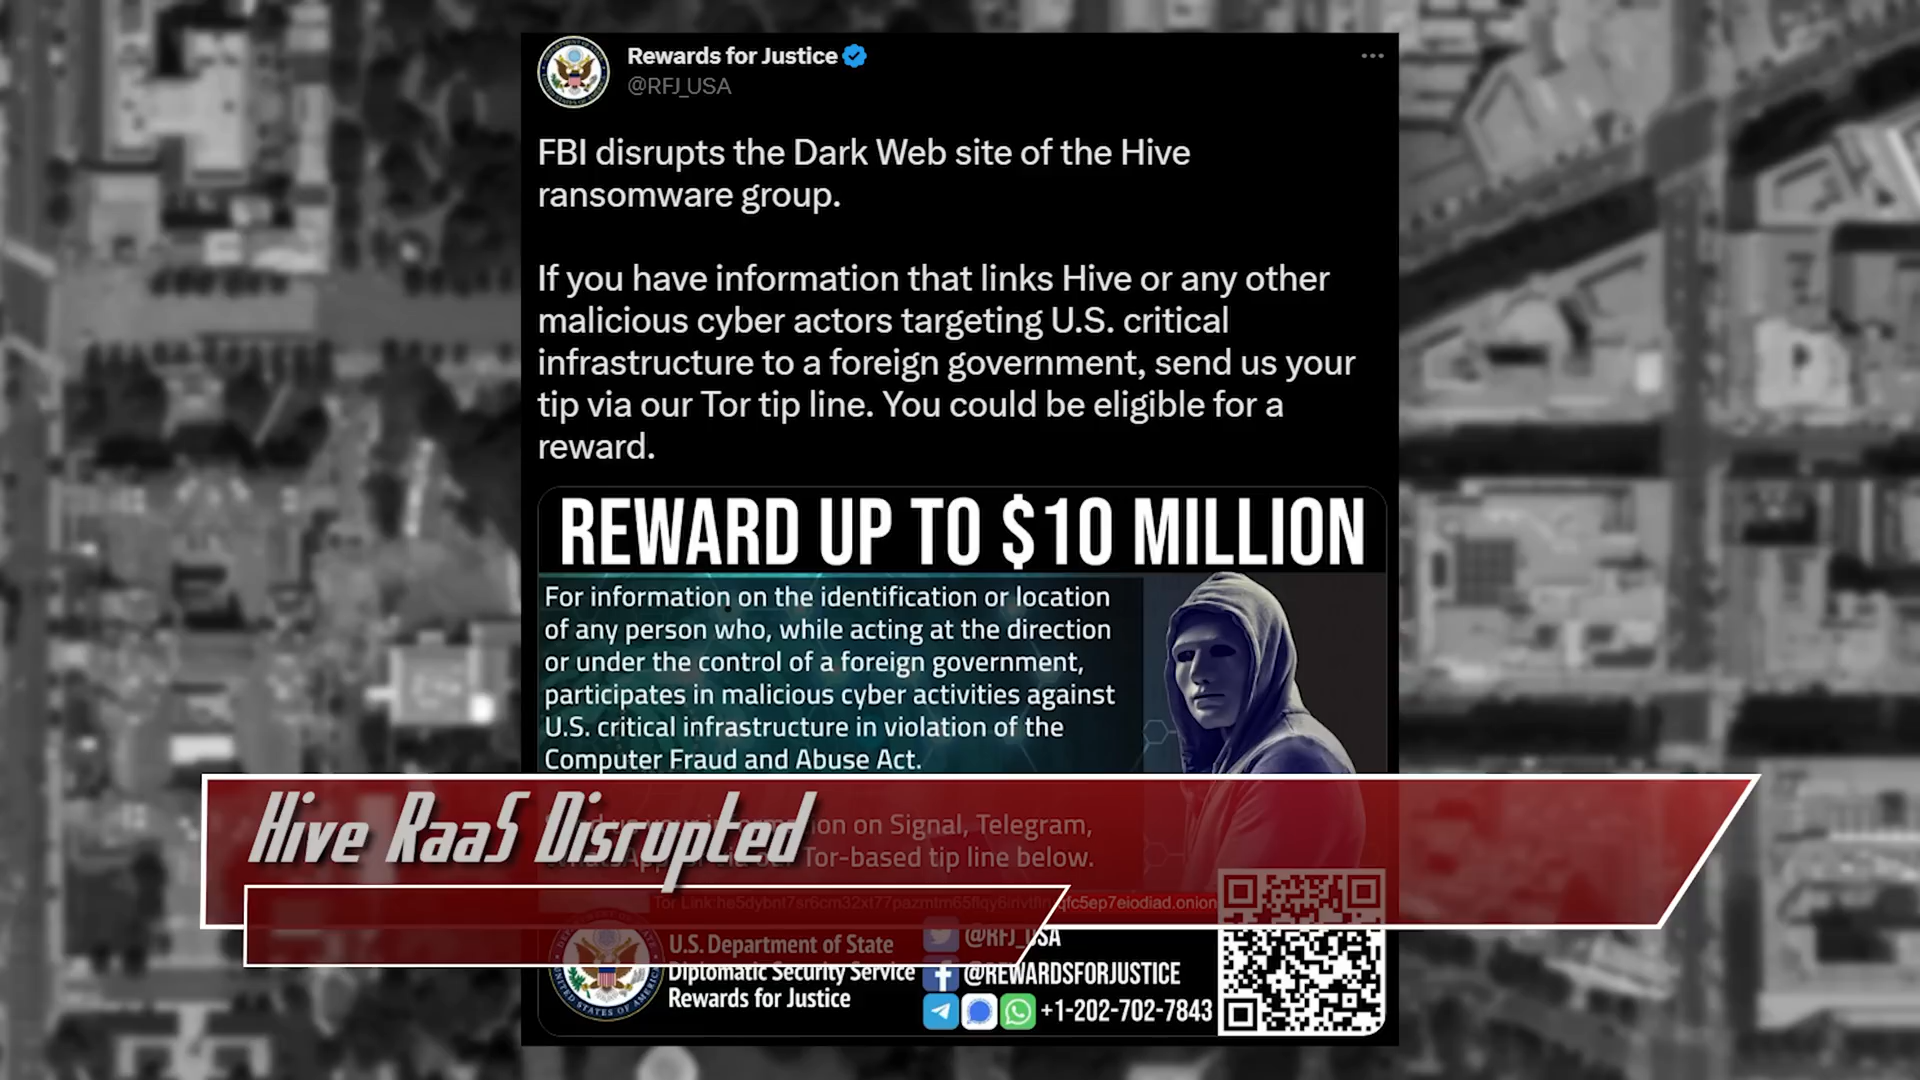 Rewards for Justice
@RFJ_USA
FBI disrupts the Dark Web site of the Hive
ransomware group.
If you have information that links Hive or any other
malicious cyber actors targeting U.S. critical
infrastructure to a foreign government, send us your
tip via our Tor tip line. You could be eligible for a
reward.
REWARD UP TO $10 MILLION
For information on the identification or location
of any person who, while acting at the direction
or under the control of a foreign government,
participates in malicious cyber activities against
U.S. critical infrastructure in violation of the
Computer Fraud and Abuse Act.
Hive RaaS Disrupted
on Signal, Telegram,
Tor-based tip line below.
Tor Link:
U.S. Department of State
Diplomatic Security Service
Rewards for Justice
@RFJ_USA
@REWARDSFORJUSTICE
+1-202-702-7843